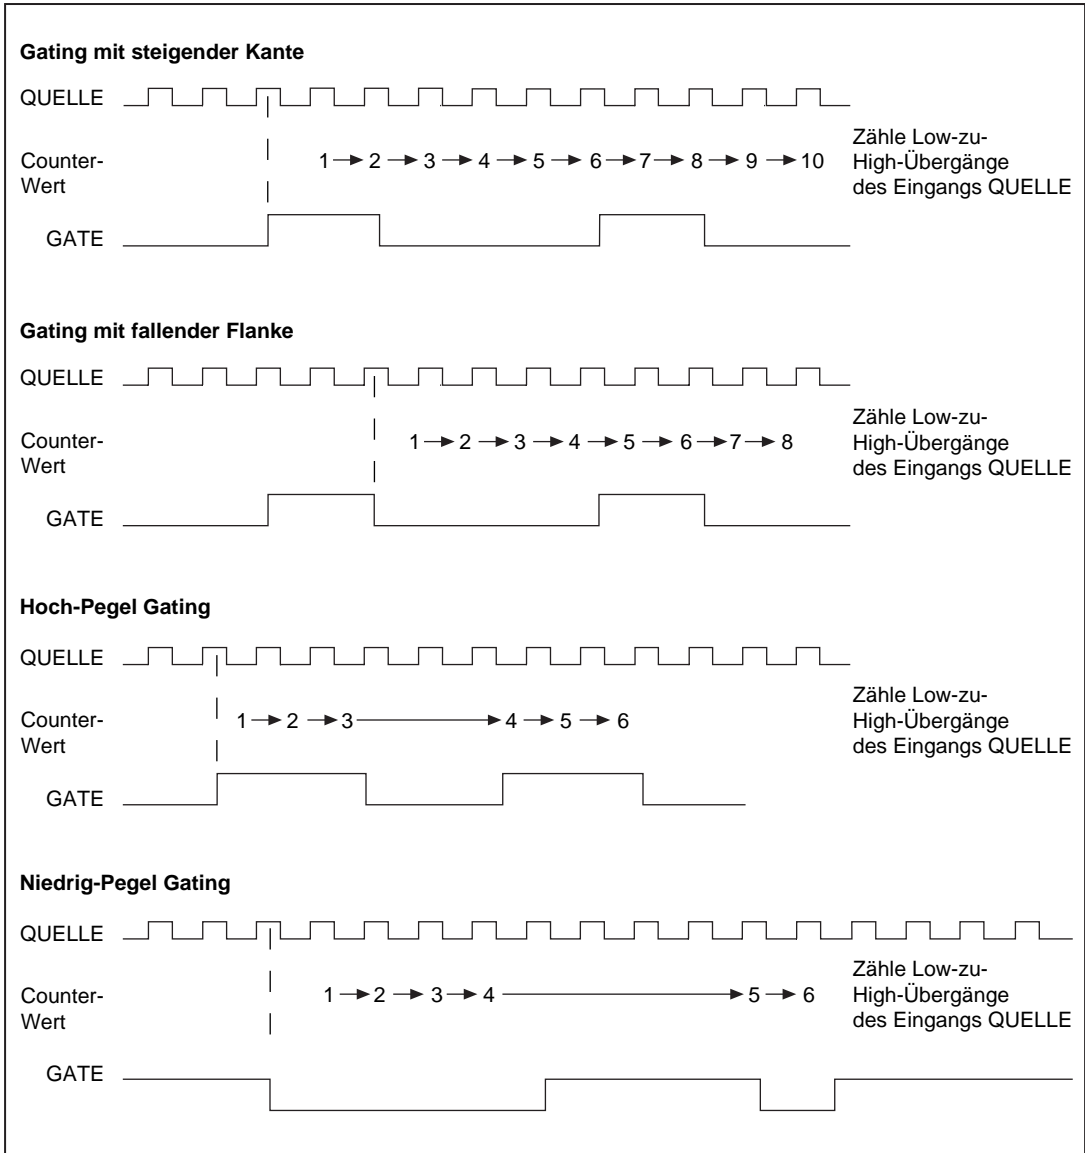 Gating mit steigender Kante
QUELLE
Counter-
Wert
1 2 3 4 5 6 7 8 9 10
Zähle Low-zu-
High-Übergänge
des Eingangs QUELLE
GATE
Gating mit fallender Flanke
QUELLE
Counter-
Wert
1 2 3 4 5 6 7 8
Zähle Low-zu-
High-Übergänge
des Eingangs QUELLE
GATE
Hoch-Pegel Gating
QUELLE
Counter-
Wert
1 2 3 4 5 6
Zähle Low-zu-
High-Übergänge
des Eingangs QUELLE
GATE
Niedrig-Pegel Gating
QUELLE
Counter-
Wert
1 2 3 4 5 6
Zähle Low-zu-
High-Übergänge
des Eingangs QUELLE
GATE